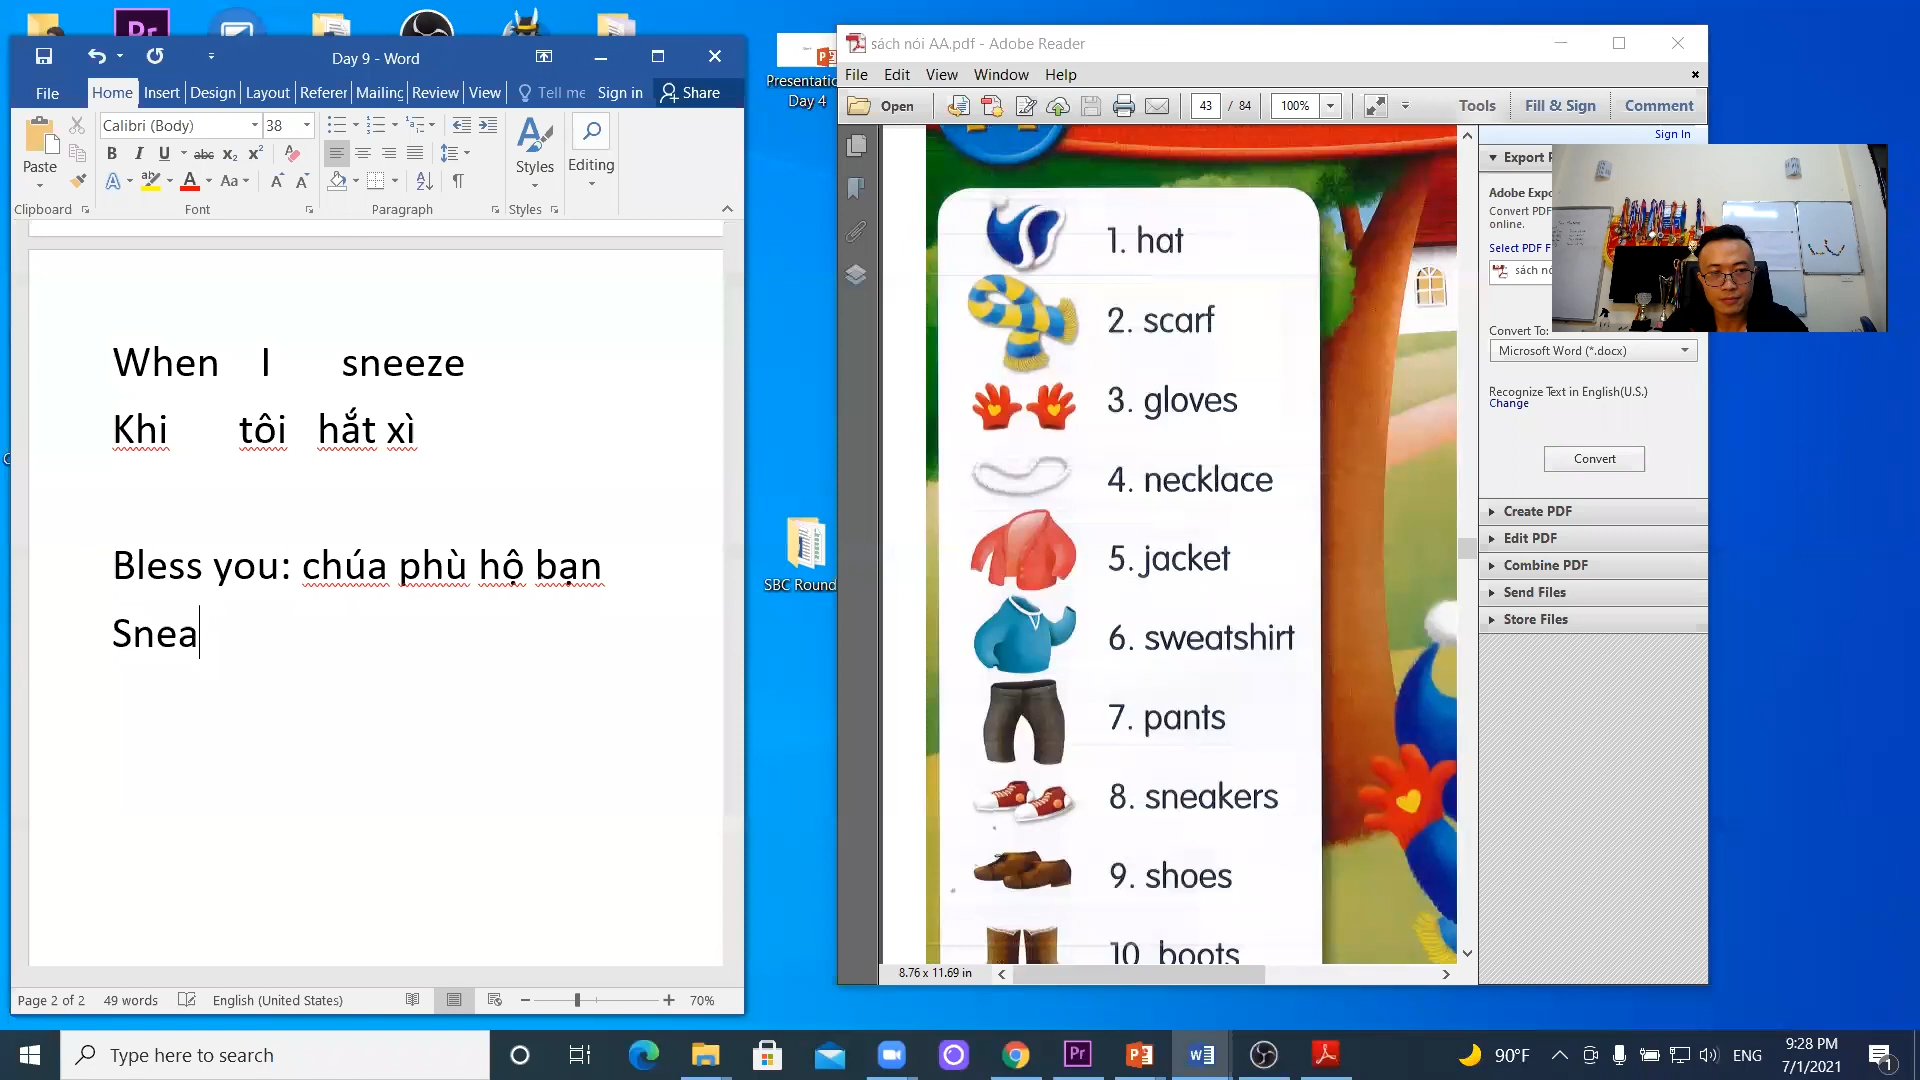 Day 9 - Word
File Home Insert Design Layout Referer Mailing Review View Tell me Sign in Share
Calibri (Body) 38
Paste
Styles
Editing
Clipboard Font Paragraph Styles
When I sneeze
Khi tôi hắt xì
Bless you: chúa phù hộ bạn
Snea
Page 2 of 2 49 words English (United States) 70%
Presentatio
Day 4
SBC Round
sách nói AA.pdf - Adobe Reader
File Edit View Window Help
Open 43 / 84 100% Tools Fill & Sign Comment
Sign In
1. hat
2. scarf
3. gloves
4. necklace
5. jacket
6. sweatshirt
7. pants
8. sneakers
9. shoes
10 boots
8.76 x 11.69 in
Export P
Adobe Expo
Convert PDF
online.
Select PDF F
sách nó
Convert To:
Microsoft Word (*.docx)
Recognize Text in English(U.S.)
Change
Convert
Create PDF
Edit PDF
Combine PDF
Send Files
Store Files
Type here to search
90°F ENG
9:28 PM
7/1/2021
1